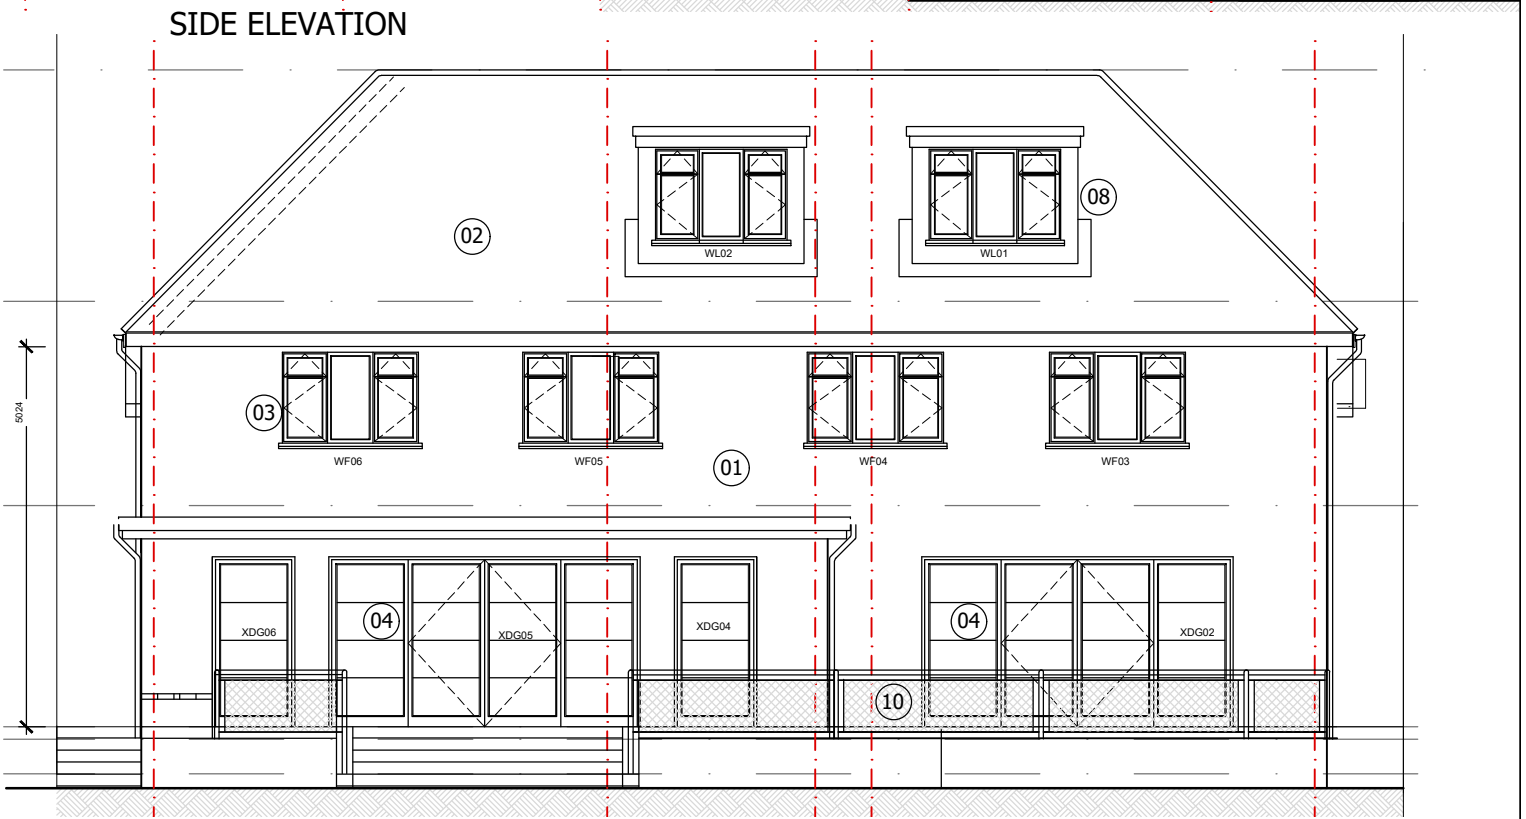 SIDE ELEVATION
08
02
WL02
WL01
5024
03
WF06
WF05
WF04
WF03
01
04
04
XDG06
XDG05
XDG04
XDG02
10